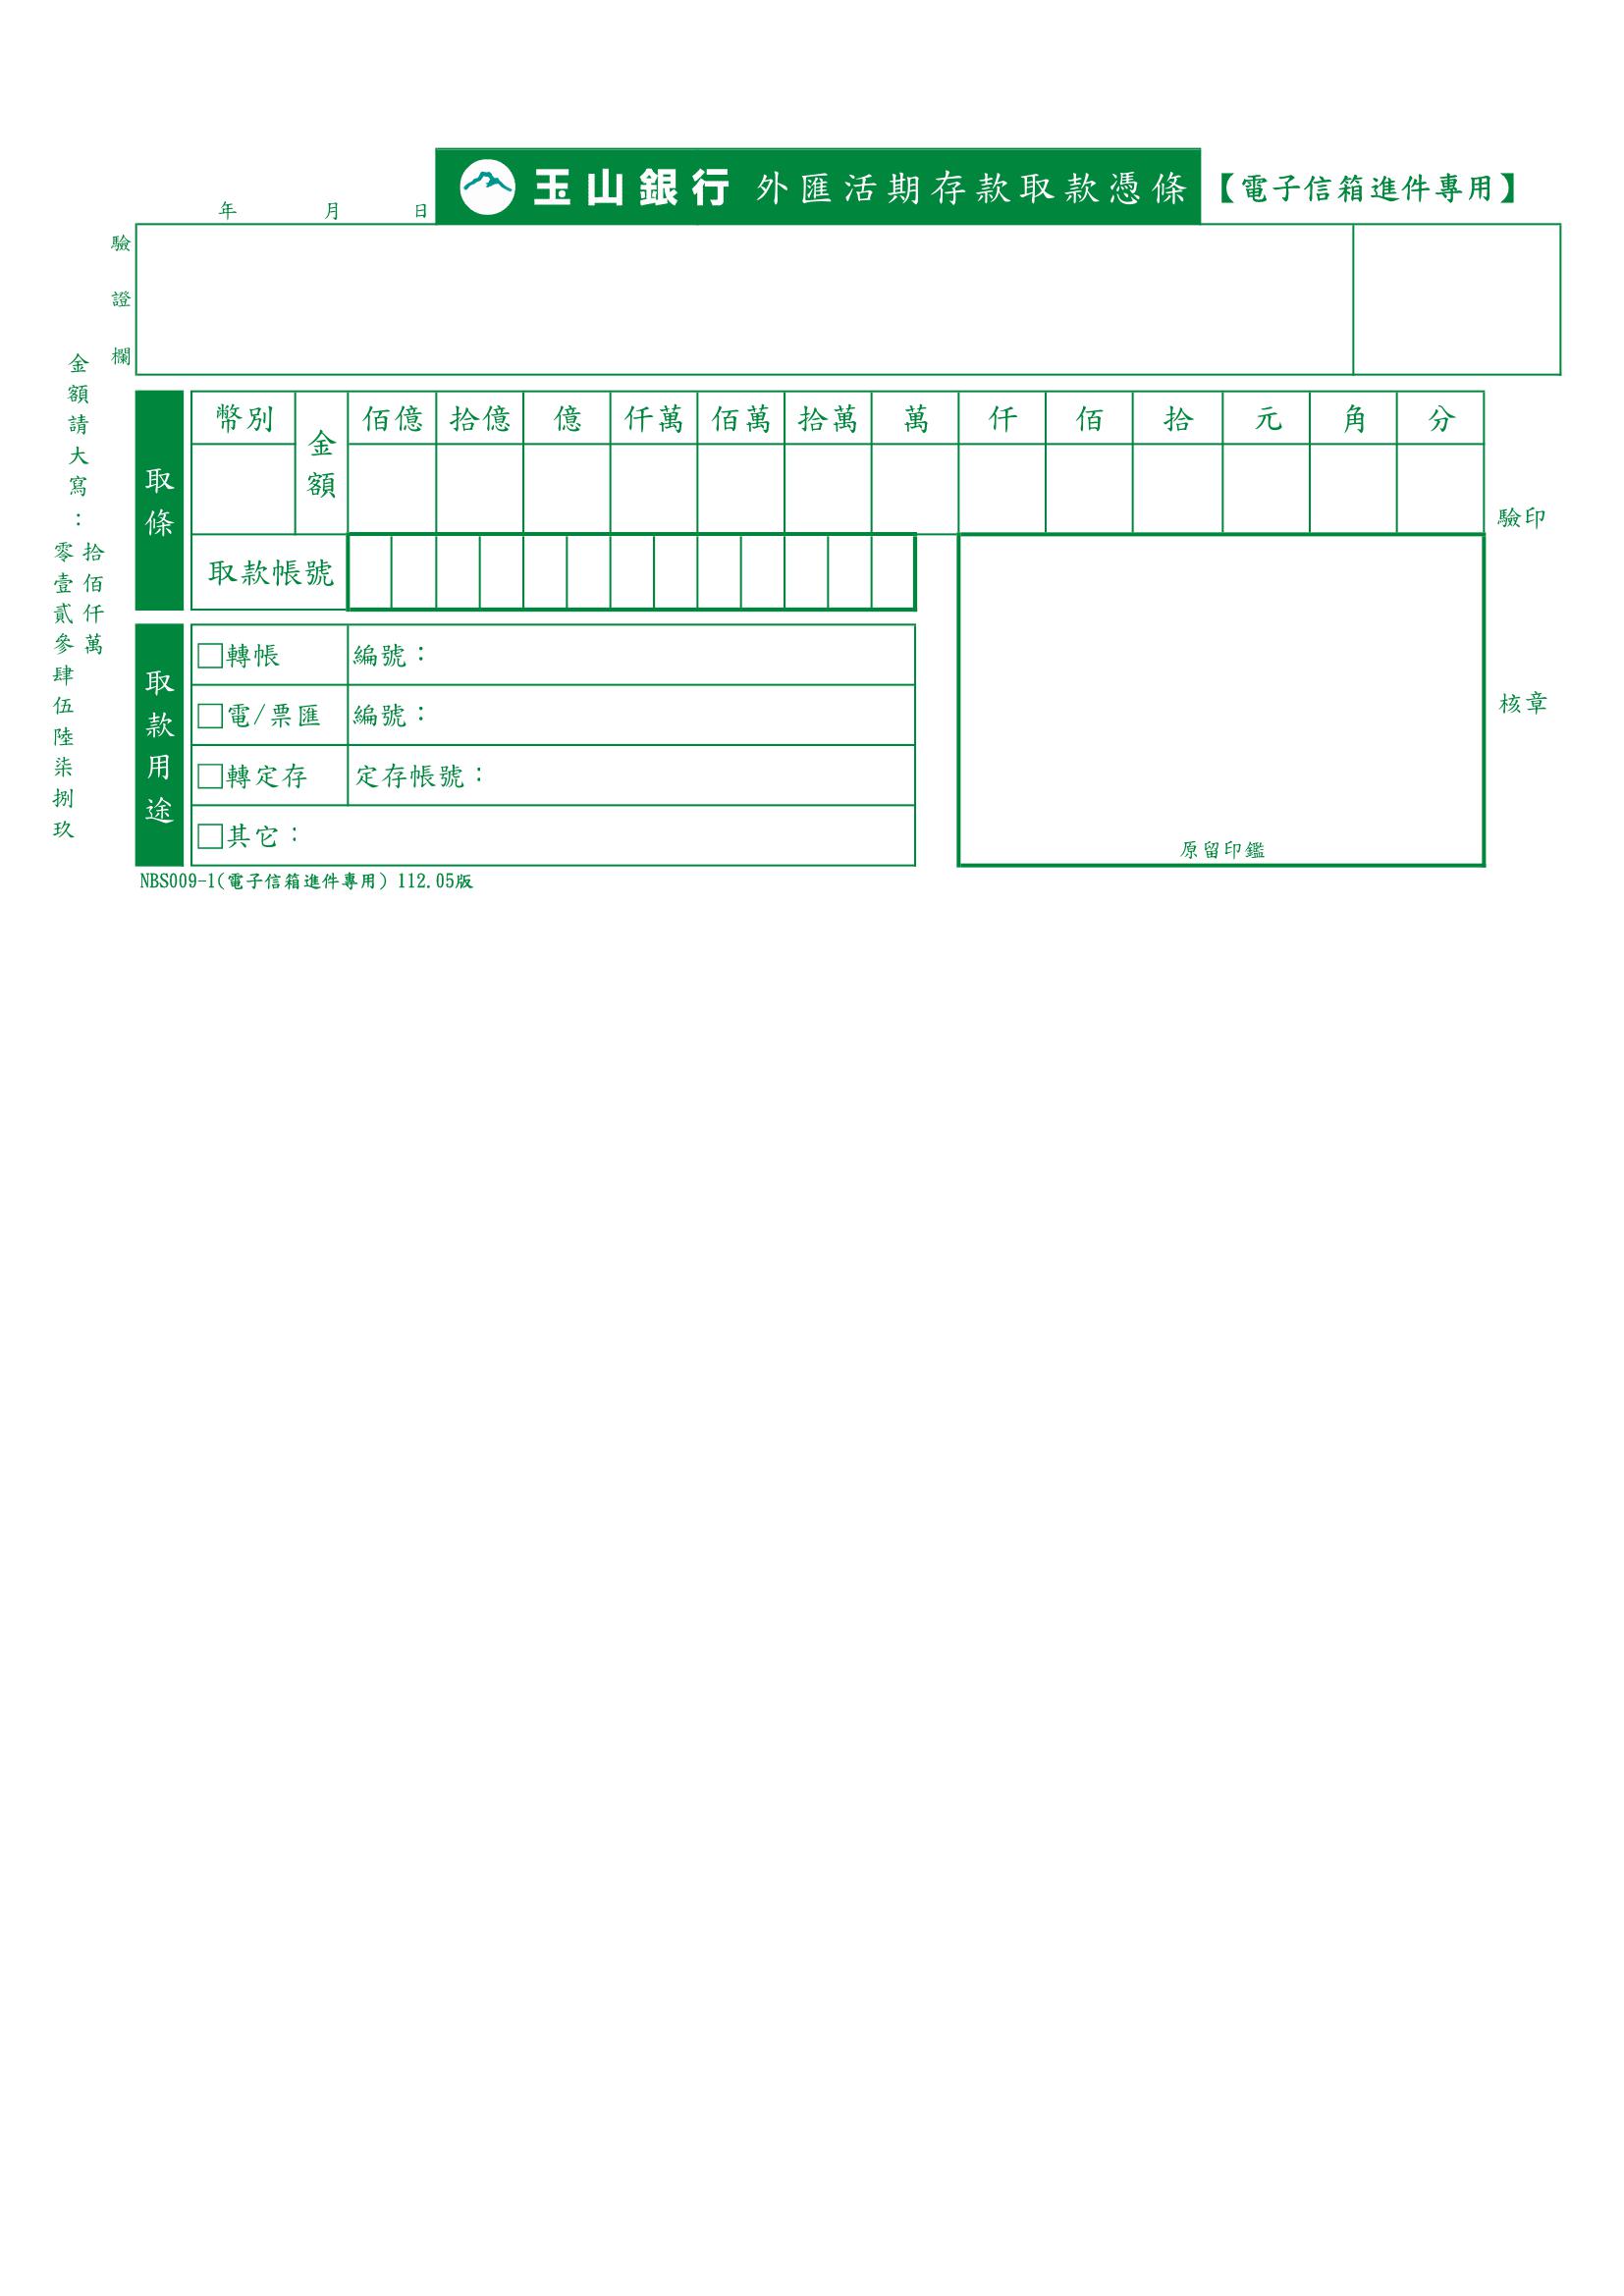 玉山銀行 外匯活期存款取款憑條 【電子信箱進件專用】
年 月 日
驗證欄
金額請大寫：
拾佰仟萬
零壹貳參肆伍陸柒捌玖
取條
幣別 金額 佰億 拾億 億 仟萬 佰萬 拾萬 萬 仟 佰 拾 元 角 分
取款帳號
驗印
取款用途
□轉帳 編號：
□電/票匯 編號：
□轉定存 定存帳號：
□其它：
核章
原留印鑑
NBS009-1(電子信箱進件專用) 112.05版